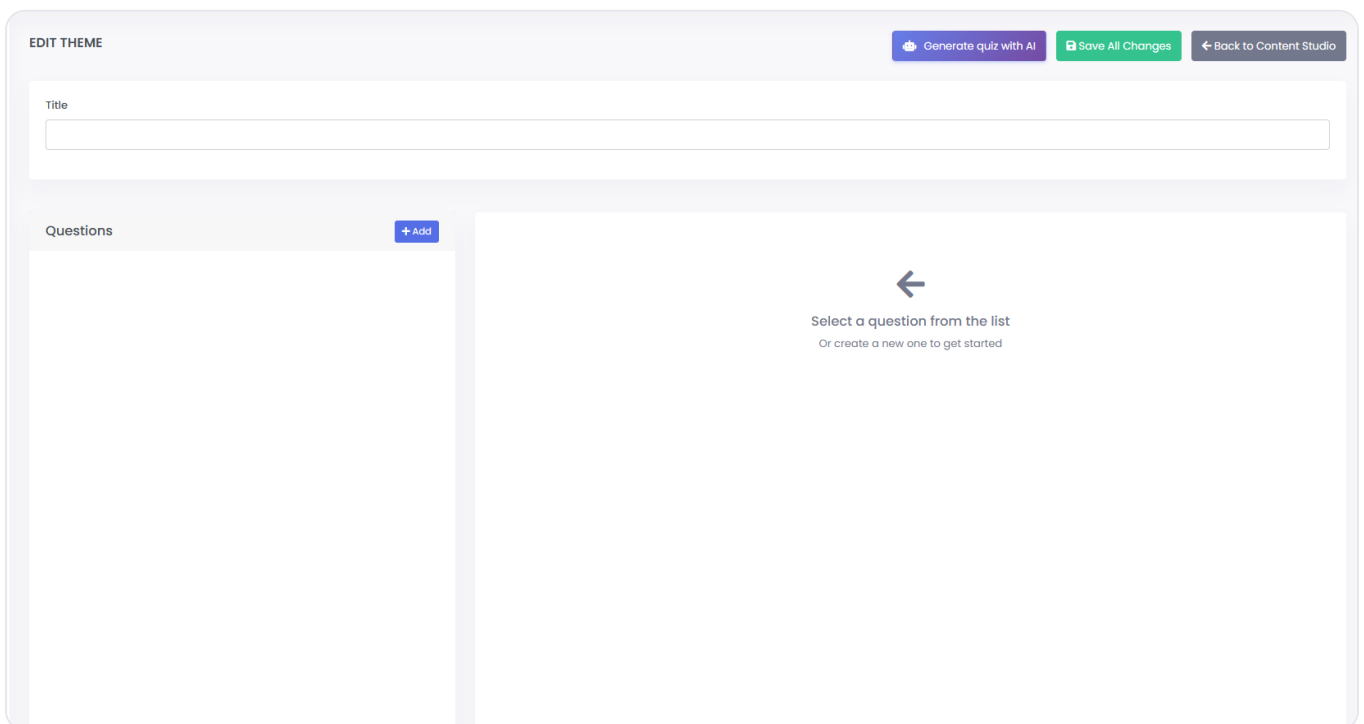 EDIT THEME
Generate quiz with AI
Save All Changes
Back to Content Studio
Title
Questions
+ Add
Select a question from the list
Or create a new one to get started